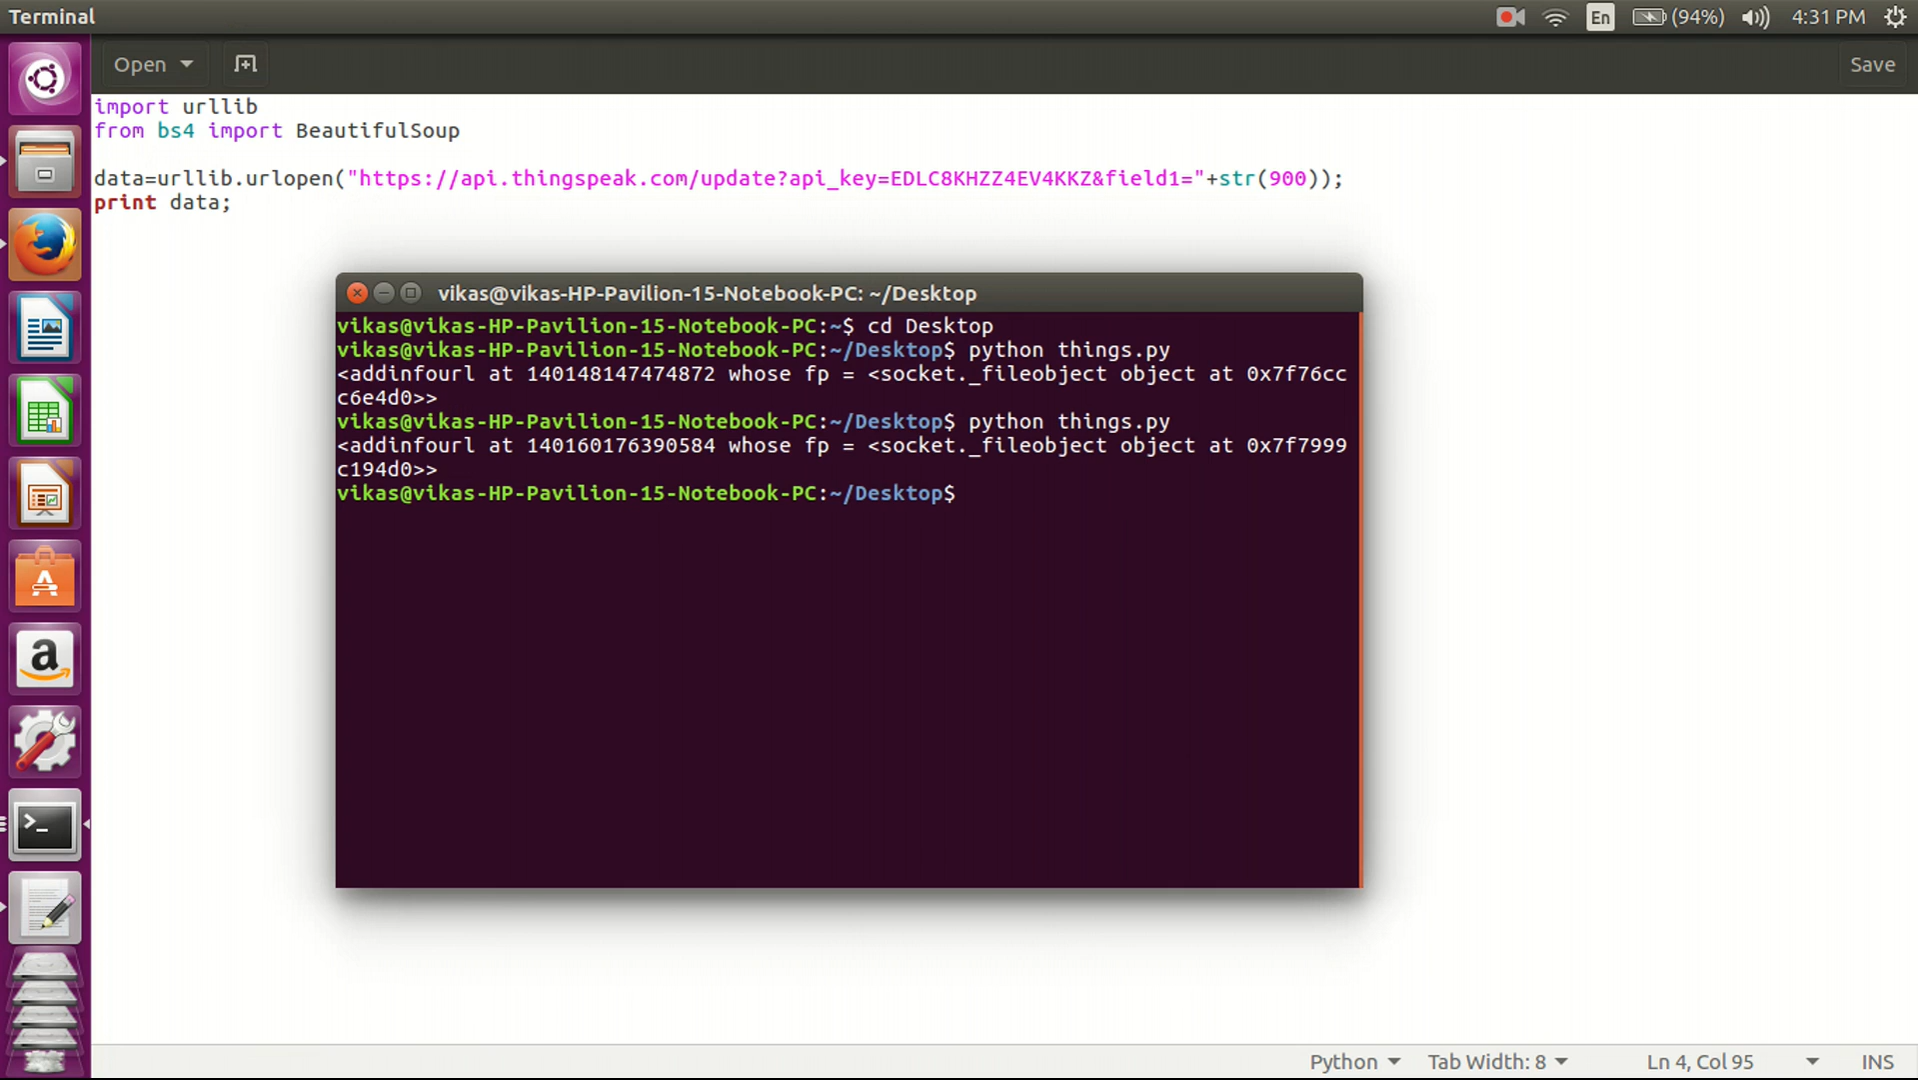 Terminal
En
(94%)
4:31 PM
Open
Save
import urllib
from bs4 import BeautifulSoup
data=urllib.urlopen("https://api.thingspeak.com/update?api_key=EDLC8KHZZ4EV4KKZ&field1="+str(900));
print data;
vikas@vikas-HP-Pavilion-15-Notebook-PC: ~/Desktop
vikas@vikas-HP-Pavilion-15-Notebook-PC:~$ cd Desktop
vikas@vikas-HP-Pavilion-15-Notebook-PC:~/Desktop$ python things.py
<addinfourl at 140148147474872 whose fp = <socket._fileobject object at 0x7f76cc
c6e4d0>>
vikas@vikas-HP-Pavilion-15-Notebook-PC:~/Desktop$ python things.py
<addinfourl at 140160176390584 whose fp = <socket._fileobject object at 0x7f7999
c194d0>>
vikas@vikas-HP-Pavilion-15-Notebook-PC:~/Desktop$
a
>_
Python
Tab Width: 8
Ln 4, Col 95
INS